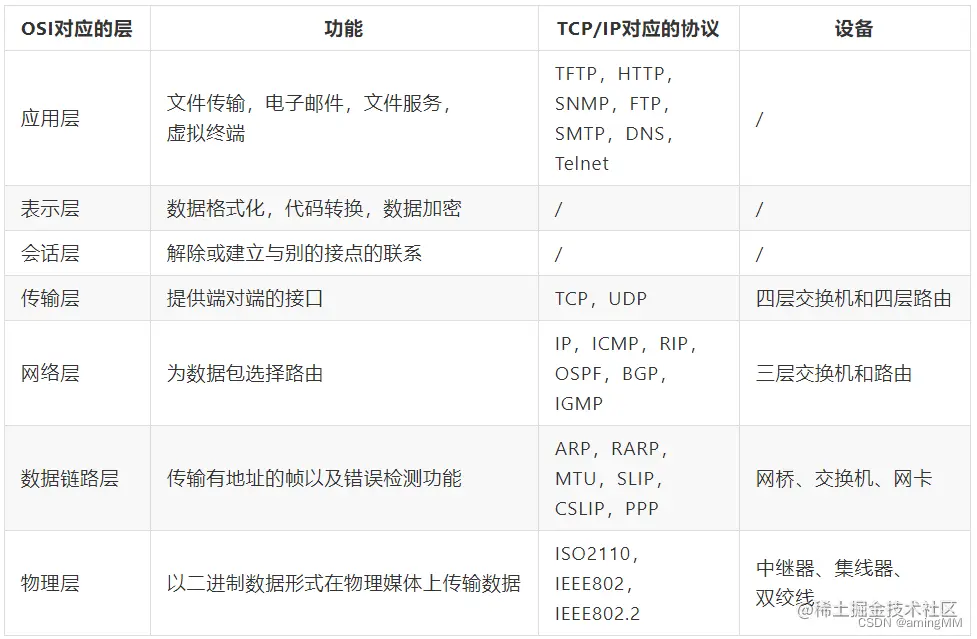 OSI对应的层 功能 TCP/IP对应的协议 设备
应用层 文件传输，电子邮件，文件服务，虚拟终端 TFTP，HTTP，SNMP，FTP，SMTP，DNS，Telnet /
表示层 数据格式化，代码转换，数据加密 / /
会话层 解除或建立与别的接点的联系 / /
传输层 提供端对端的接口 TCP，UDP 四层交换机和四层路由
网络层 为数据包选择路由 IP，ICMP，RIP，OSPF，BGP，IGMP 三层交换机和路由
数据链路层 传输有地址的帧以及错误检测功能 ARP，RARP，MTU，SLIP，CSLIP，PPP 网桥、交换机、网卡
物理层 以二进制数据形式在物理媒体上传输数据 ISO2110，IEEE802，IEEE802.2 中继器、集线器、双绞线
@稀土掘金技术社区
CSDN @amingMM